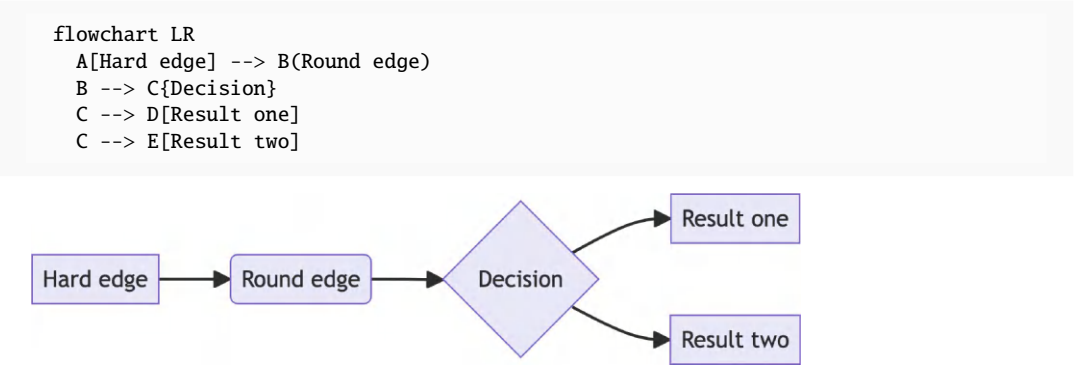 flowchart LR
A[Hard edge] --> B(Round edge)
B --> C{Decision}
C --> D[Result one]
C --> E[Result two]
Hard edge
Round edge
Decision
Result one
Result two